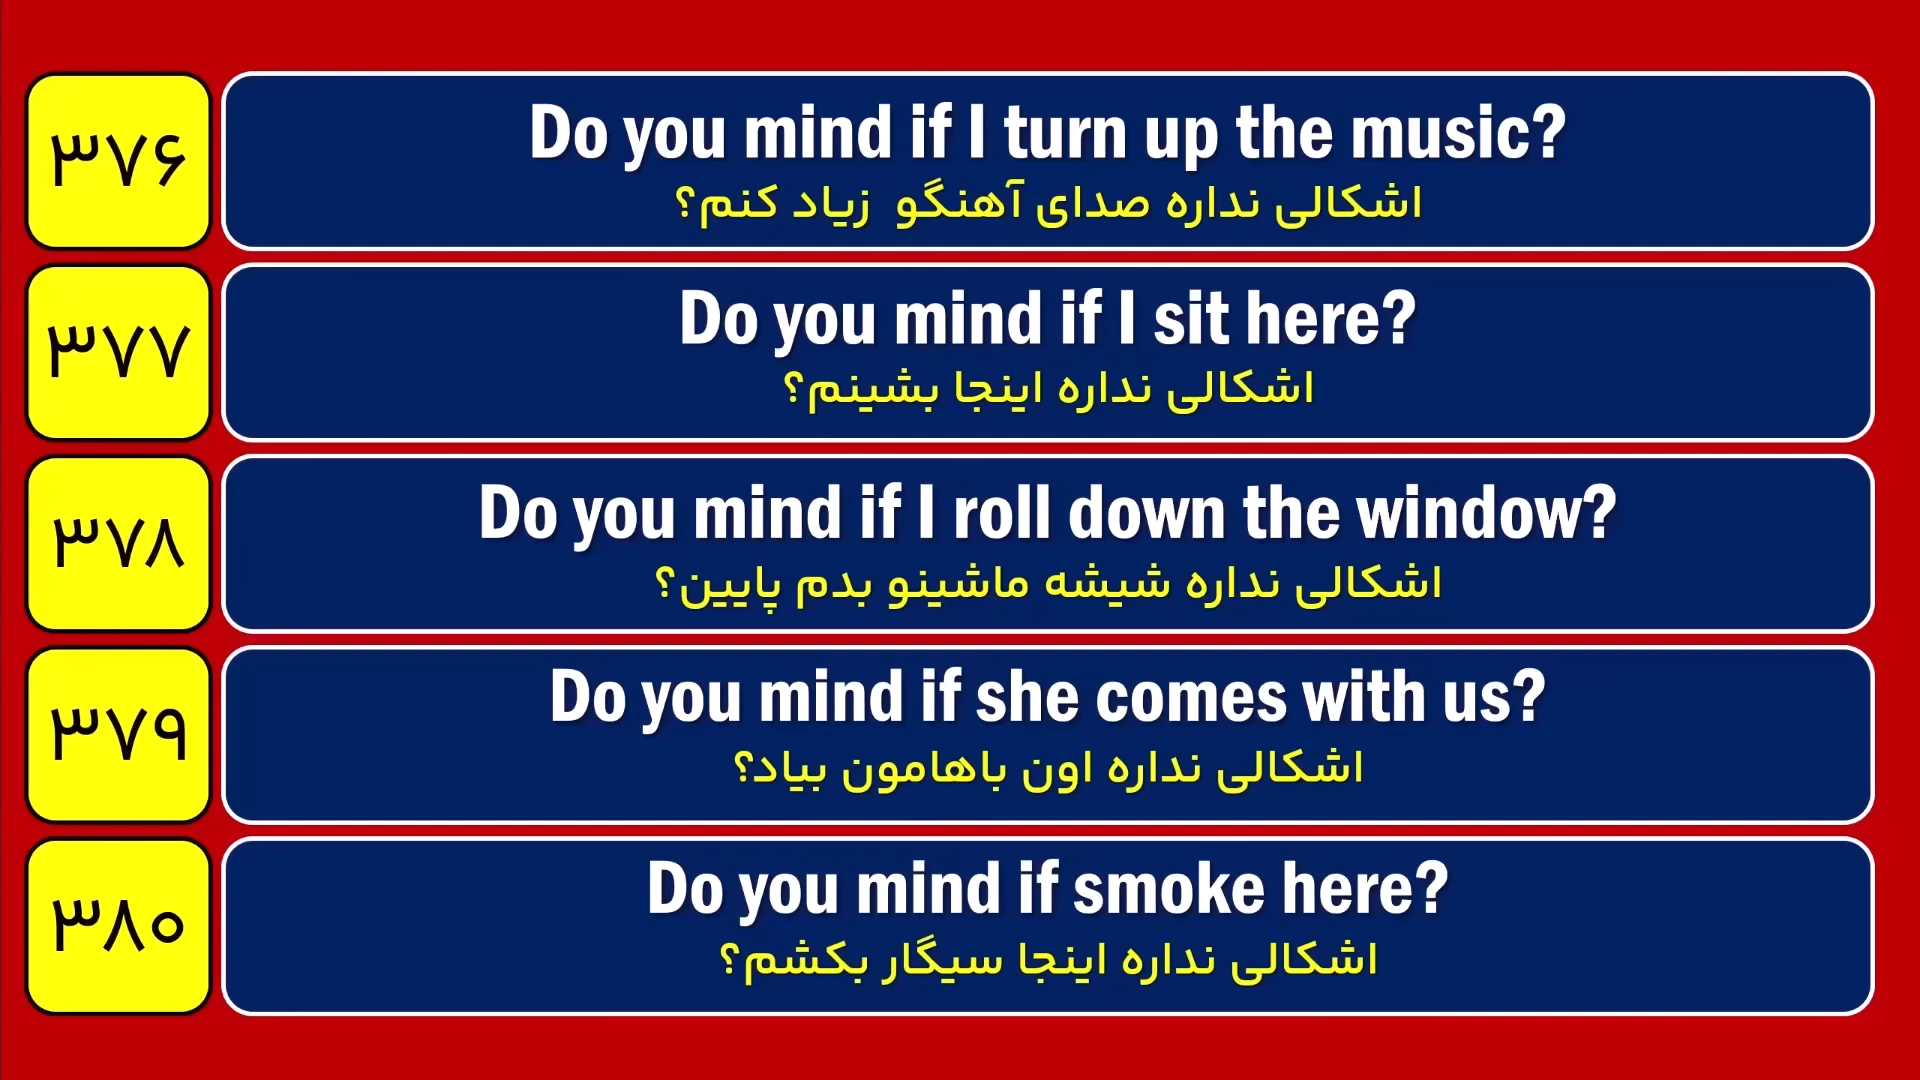 ۳۷۶
Do you mind if I turn up the music?
اشکالی نداره صدای آهنگو زیاد کنم؟
۳۷۷
Do you mind if I sit here?
اشکالی نداره اینجا بشینم؟
۳۷۸
Do you mind if I roll down the window?
اشکالی نداره شیشه ماشینو بدم پایین؟
۳۷۹
Do you mind if she comes with us?
اشکالی نداره اون باهامون بیاد؟
۳۸۰
Do you mind if smoke here?
اشکالی نداره اینجا سیگار بکشم؟